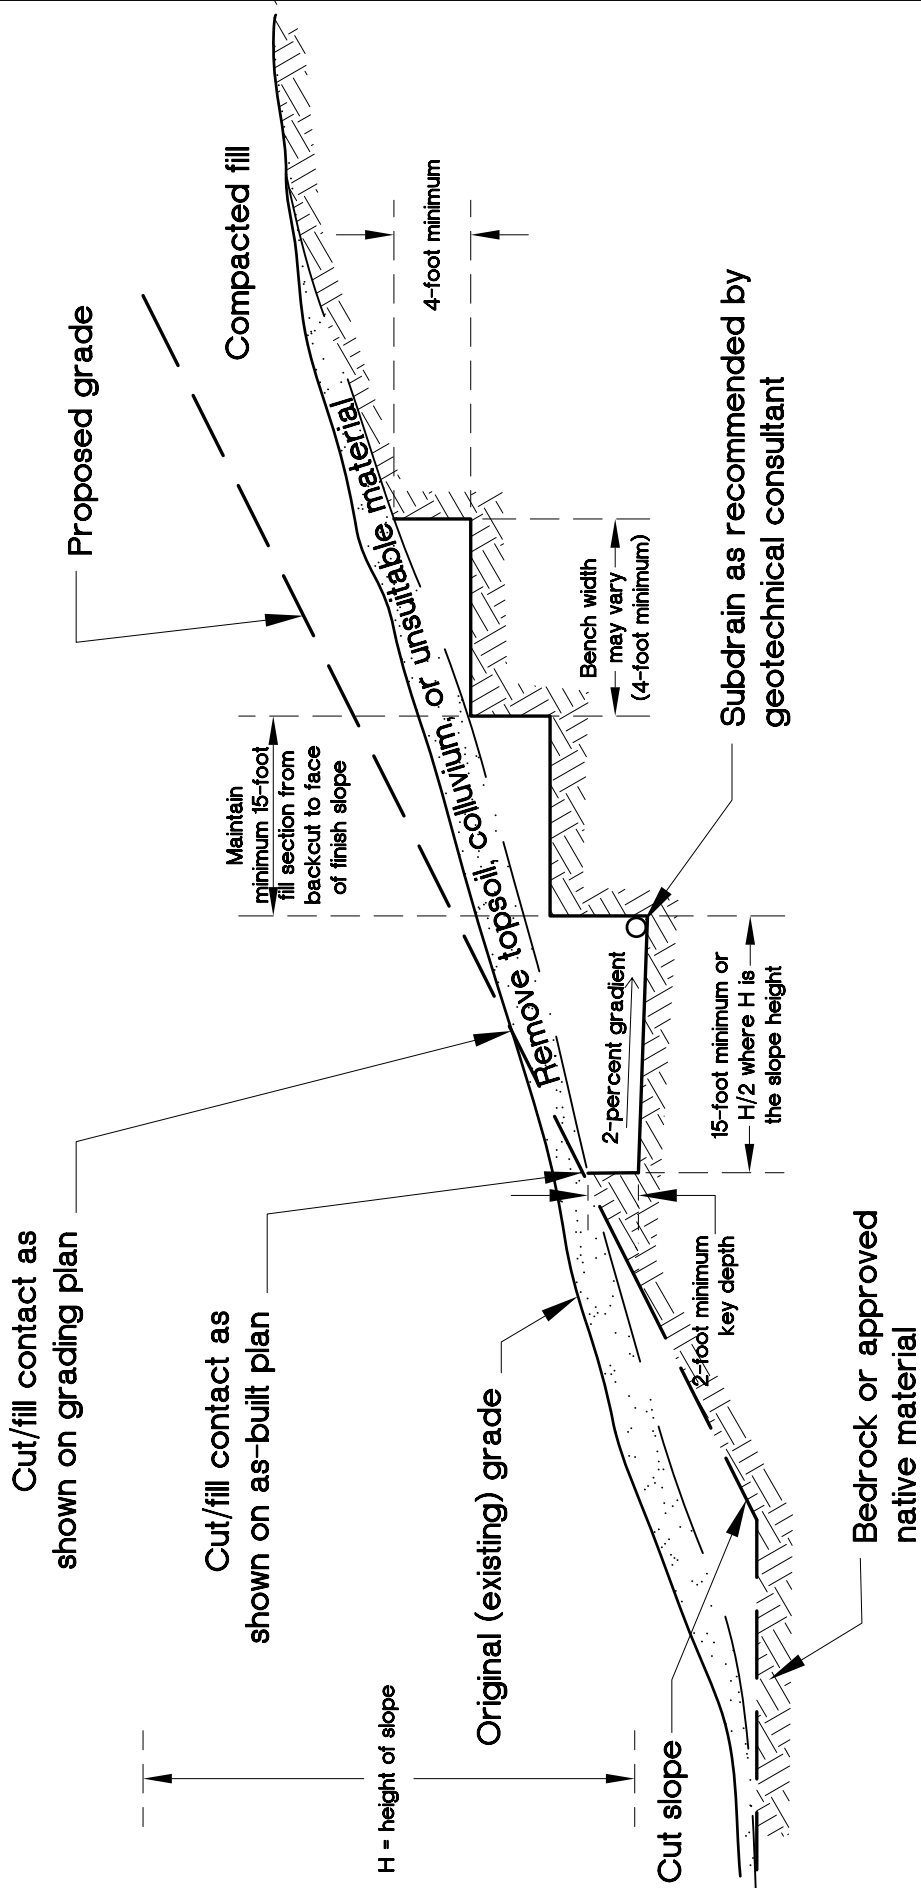 Cut/fill contact as
shown on grading plan
Proposed grade
Cut/fill contact as
shown on as-built plan
Maintain
minimum 15-foot
fill section from
backcut to face
of finish slope
Compacted fill
H = height of slope
Original (existing) grade
Remove topsoil, colluvium, or unsuitable material
4-foot minimum
2-percent gradient
Bench width
may vary
(4-foot minimum)
Cut slope
2-foot minimum
key depth
15-foot minimum or
H/2 where H is
the slope height
Subdrain as recommended by
geotechnical consultant
Bedrock or approved
native material